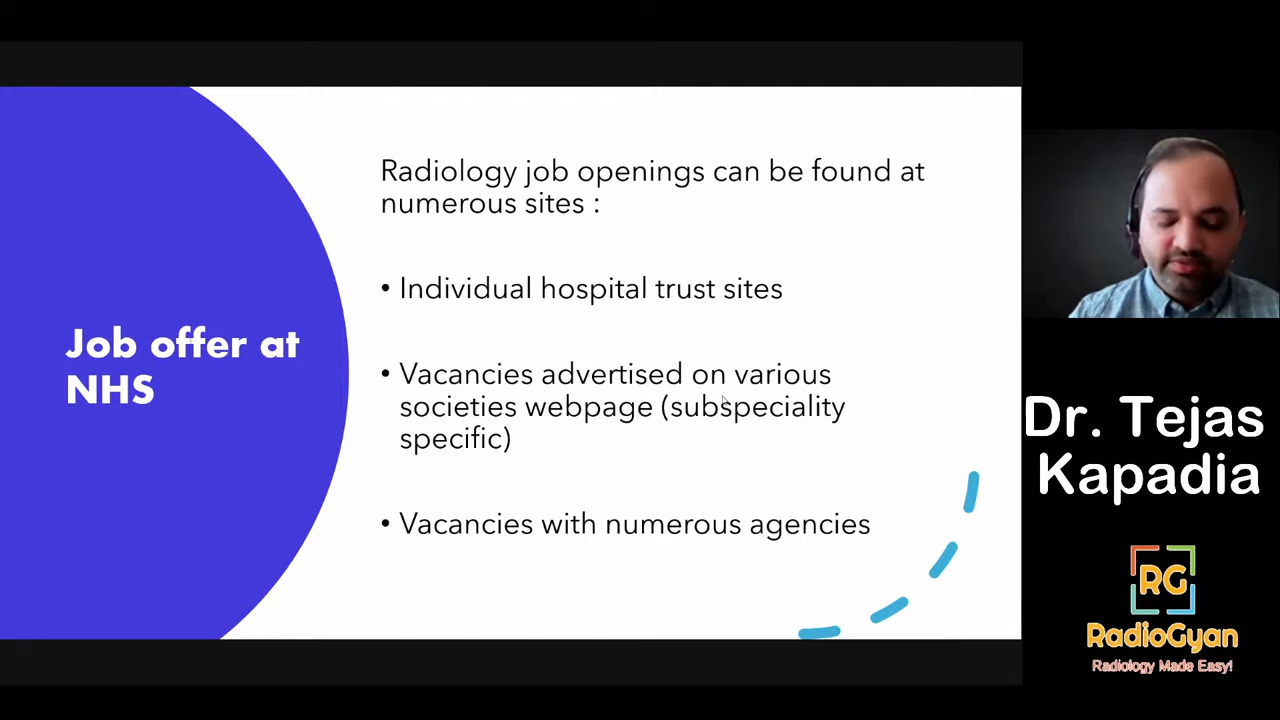 Job offer at
NHS
Radiology job openings can be found at
numerous sites :
• Individual hospital trust sites
• Vacancies advertised on various
societies webpage (subspeciality
specific)
• Vacancies with numerous agencies
Dr. Tejas
Kapadia
RG
RadioGyan
Radiology Made Easy!